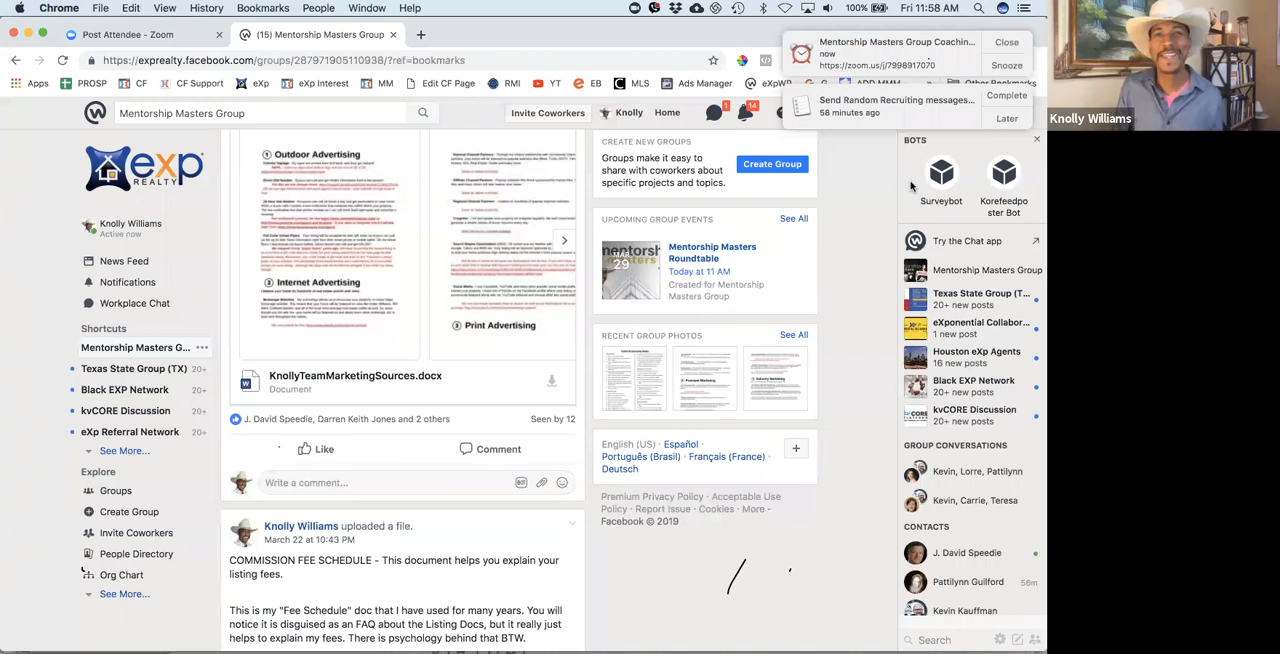 Chrome File Edit View History Bookmarks People Window Help
100% Fri 11:58 AM
Post Attendee - Zoom
(15) Mentorship Masters Group
https://exprealty.facebook.com/groups/287971905110938/?ref=bookmarks
Apps PROSP CF CF Support eXp eXp Interest MM Edit CF Page RMI YT EB MLS Ads Manager eXpWP
Mentorship Masters Group Coachin...
now
https://zoom.us/j/7998917070
Close
Snooze
Send Random Recruiting messages...
58 minutes ago
Complete
Later
Knolly Williams
Mentorship Masters Group
Invite Coworkers Knolly Home 1 14
exp
REALTY
Knolly Williams
Active now
News Feed
Notifications
Workplace Chat
Shortcuts
Mentorship Masters G...
Texas State Group (TX) 20+
Black EXP Network 20+
kvCORE Discussion 20+
eXp Referral Network 20+
See More...
Explore
Groups
Create Group
Invite Coworkers
People Directory
Org Chart
See More...
1 Outdoor Advertising
3 Internet Advertising
3 Print Advertising
KnollyTeamMarketingSources.docx
Document
J. David Speedie, Darren Keith Jones and 2 others
Seen by 12
Like Comment
Write a comment...
Knolly Williams uploaded a file.
March 22 at 10:43 PM
COMMISSION FEE SCHEDULE - This document helps you explain your
listing fees.
This is my "Fee Schedule" doc that I have used for many years. You will
notice it is disguised as an FAQ about the Listing Docs, but it really just
helps to explain my fees. There is psychology behind that BTW.
CREATE NEW GROUPS
Groups make it easy to
share with coworkers about
specific projects and topics.
Create Group
UPCOMING GROUP EVENTS See All
MAR
29
Mentorship Masters
Roundtable
Today at 11 AM
Created for Mentorship
Masters Group
RECENT GROUP PHOTOS See All
English (US) · Español ·
Português (Brasil) · Français (France) ·
Deutsch
Premium Privacy Policy · Acceptable Use
Policy · Report Issue · Cookies · More -
Facebook © 2019
BOTS
Surveybot
Korefeedpo
ster Bot
Try the Chat app
Mentorship Masters Group
Texas State Group (T...
20+ new posts
eXponential Collabor...
1 new post
Houston eXp Agents
16 new posts
Black EXP Network
20+ new posts
kvCORE Discussion
20+ new posts
GROUP CONVERSATIONS
Kevin, Lorre, Pattilynn
Kevin, Carrie, Teresa
CONTACTS
J. David Speedie
Pattilynn Guilford 56m
Kevin Kauffman
Search